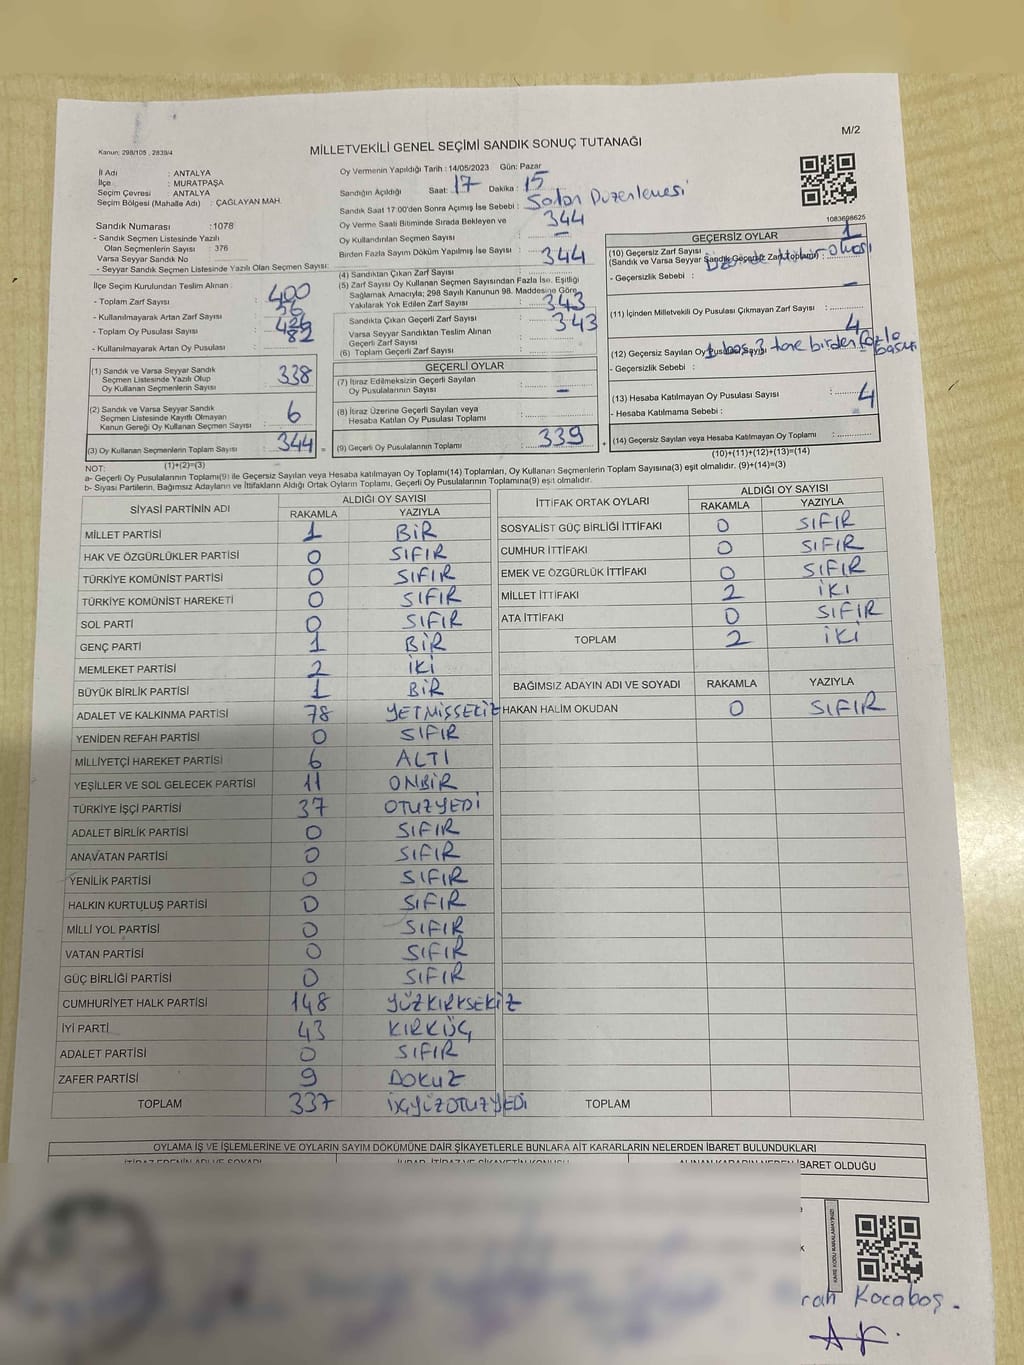 M/2
Kanun: 298/105 , 2839/4
MİLLETVEKİLİ GENEL SEÇİMİ SANDIK SONUÇ TUTANAĞI
İl Adı : ANTALYA
İlçe : MURATPAŞA
Seçim Çevresi : ANTALYA
Seçim Bölgesi (Mahalle Adı) : ÇAĞLAYAN MAH.
Sandık Numarası :1078
- Sandık Seçmen Listesinde Yazılı
Olan Seçmenlerin Sayısı : 376
Varsa Seyyar Sandık No
- Seyyar Sandık Seçmen Listesinde Yazılı Olan Seçmen Sayısı:
İlçe Seçim Kurulundan Teslim Alınan :
- Toplam Zarf Sayısı : 400
- Kullanılmayarak Artan Zarf Sayısı : 56
- Toplam Oy Pusulası Sayısı :
- Kullanılmayarak Artan Oy Pusulası : 82
(1) Sandık ve Varsa Seyyar Sandık
Seçmen Listesinde Yazılı Olup
Oy Kullanan Seçmenlerin Sayısı : 338
(2) Sandık ve Varsa Seyyar Sandık
Seçmen Listesinde Kayıtlı Olmayan
Kanun Gereği Oy Kullanan Seçmen Sayısı : 6
(3) Oy Kullanan Seçmenlerin Toplam Sayısı : 344 =
(1)+(2)=(3)
Oy Vermenin Yapıldığı Tarih : 14/05/2023 Gün: Pazar
Sandığın Açıldığı Saat: 17 Dakika : 15
Sandık Saat 17:00'den Sonra Açımış İse Sebebi : Salon Düzenlemesi
Oy Verme Saati Bitiminde Sırada Bekleyen ve
Oy Kullandırılan Seçmen Sayısı : 344
Birden Fazla Sayım Döküm Yapılmış İse Sayısı : –
(4) Sandıktan Çıkan Zarf Sayısı : 344
(5) Zarf Sayısı Oy Kullanan Seçmen Sayısından Fazla İse, Eşitliği
Sağlamak Amacıyla; 298 Sayılı Kanunun 98. Maddesine Göre
Yakılarak Yok Edilen Zarf Sayısı
Sandıkta Çıkan Geçerli Zarf Sayısı : 343
Varsa Seyyar Sandıktan Teslim Alınan
Geçerli Zarf Sayısı
(6) Toplam Geçerli Zarf Sayısı : 343
GEÇERLİ OYLAR
(7) İtiraz Edilmeksizin Geçerli Sayılan
Oy Pusulalarının Sayısı
(8) İtiraz Üzerine Geçerli Sayılan veya
Hesaba Katılan Oy Pusulası Toplamı : –
(9) Geçerli Oy Pusulalarının Toplamı : 339 +
1083698625
GEÇERSİZ OYLAR
(10) Geçersiz Zarf Sayısı 1
(Sandık ve Varsa Seyyar Sandık Geçersiz Zarf Toplamı) :
- Geçersizlik Sebebi :
(11) İçinden Milletvekili Oy Pusulası Çıkmayan Zarf Sayısı : –
(12) Geçersiz Sayılan Oy Pusulası Sayısı : 4
1 boş 3 tane birden fazla
- Geçersizlik Sebebi :
(13) Hesaba Katılmayan Oy Pusulası Sayısı :
- Hesaba Katılmama Sebebi :
(14) Geçersiz Sayılan veya Hesaba Katılmayan Oy Toplamı : 4
(10)+(11)+(12)+(13)=(14)
NOT:
a- Geçerli Oy Pusulalarının Toplamı(9) ile Geçersiz Sayılan veya Hesaba katılmayan Oy Toplamı(14) Toplamları, Oy Kullanan Seçmenlerin Toplam Sayısına(3) eşit olmalıdır. (9)+(14)=(3)
b- Siyasi Partilerin, Bağımsız Adayların ve İttifakların Aldığı Ortak Oyların Toplamı, Geçerli Oy Pusulalarının Toplamına(9) eşit olmalıdır.
SİYASİ PARTİNİN ADI ALDIĞI OY SAYISI
RAKAMLA YAZIYLA
MİLLET PARTİSİ 1 BİR
HAK VE ÖZGÜRLÜKLER PARTİSİ 0 SIFIR
TÜRKİYE KOMÜNİST PARTİSİ 0 SIFIR
TÜRKİYE KOMÜNİST HAREKETİ 0 SIFIR
SOL PARTİ 0 SIFIR
GENÇ PARTİ 1 BİR
MEMLEKET PARTİSİ 2 İKİ
BÜYÜK BİRLİK PARTİSİ 1 BİR
ADALET VE KALKINMA PARTİSİ 78 YETMİSSEKİZ
YENİDEN REFAH PARTİSİ 0 SIFIR
MİLLİYETÇİ HAREKET PARTİSİ 6 ALTI
YEŞİLLER VE SOL GELECEK PARTİSİ 11 ONBİR
TÜRKİYE İŞÇİ PARTİSİ 37 OTUZYEDİ
ADALET BİRLİK PARTİSİ 0 SIFIR
ANAVATAN PARTİSİ 0 SIFIR
YENİLİK PARTİSİ 0 SIFIR
HALKIN KURTULUŞ PARTİSİ 0 SIFIR
MİLLİ YOL PARTİSİ 0 SIFIR
VATAN PARTİSİ 0 SIFIR
GÜÇ BİRLİĞİ PARTİSİ 0 SIFIR
CUMHURİYET HALK PARTİSİ 148 YÜZKIRKSEKİZ
İYİ PARTİ 43 KIRKÜÇ
ADALET PARTİSİ 0 SIFIR
ZAFER PARTİSİ 9 DOKUZ
TOPLAM 337
İTTİFAK ORTAK OYLARI ALDIĞI OY SAYISI
RAKAMLA YAZIYLA
SOSYALİST GÜÇ BİRLİĞİ İTTİFAKI 0 SIFIR
CUMHUR İTTİFAKI 0 SIFIR
EMEK VE ÖZGÜRLÜK İTTİFAKI 0 SIFIR
MİLLET İTTİFAKI 2 İKİ
ATA İTTİFAKI 0 SIFIR
TOPLAM 2 İKİ
BAĞIMSIZ ADAYIN ADI VE SOYADI RAKAMLA YAZIYLA
HAKAN HALİM OKUDAN 0 SIFIR
TOPLAM
OYLAMA İŞ VE İŞLEMLERİNE VE OYLARIN SAYIM DÖKÜMÜNE DAİR ŞİKAYETLERLE BUNLARA AİT KARARLARIN NELERDEN İBARET BULUNDUKLARI
İTİRAZ EDENİN ADI VE SOYADI İHBAR, İTİRAZ VE ŞİKAYETİN KONUSU ALINAN KARARIN NEDEN İBARET OLDUĞU
KARE KODU KARALAMAYINIZ
rah Kocaboş.